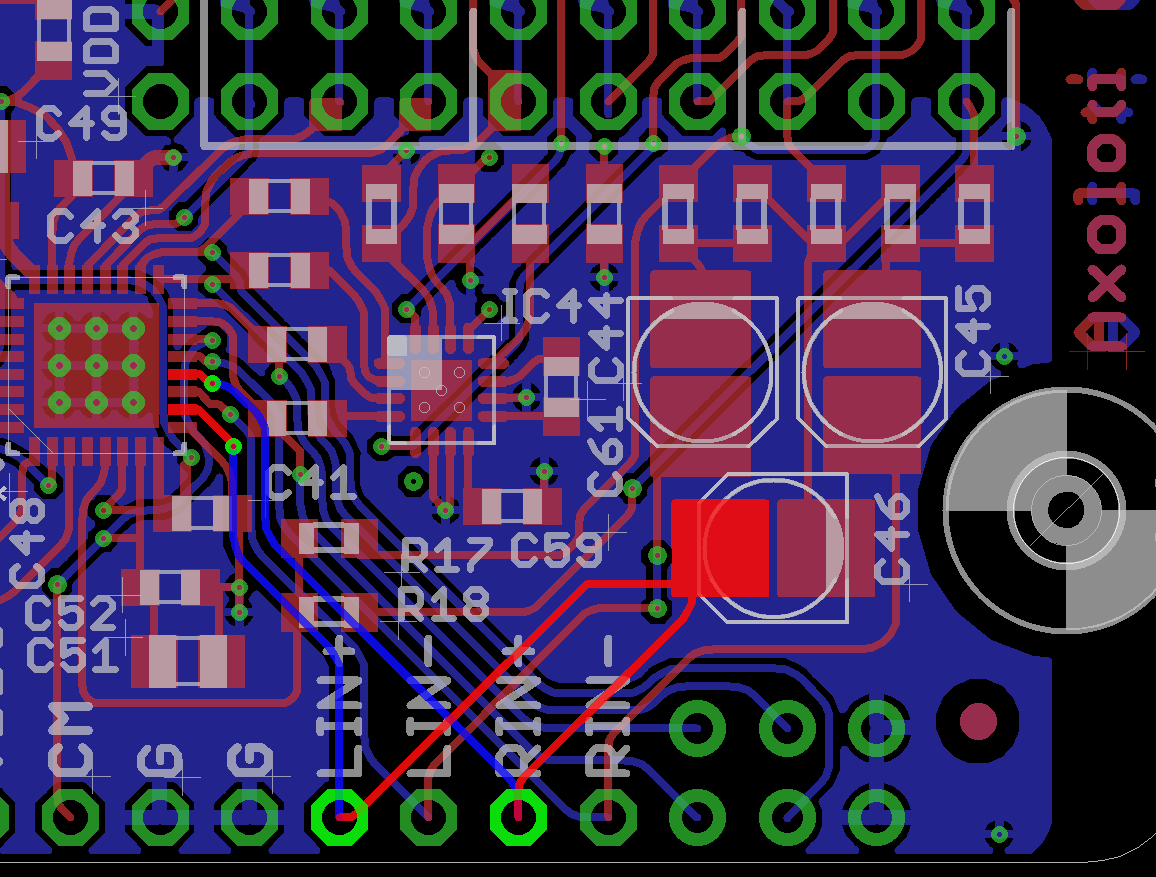 VDD
C49
C43
Axoloti
IC4
C44
C45
C61
C41
C48
R17
C59
C46
R18
C52
C51
CM
G
G
LIN+
LIN-
RIN+
RIN-